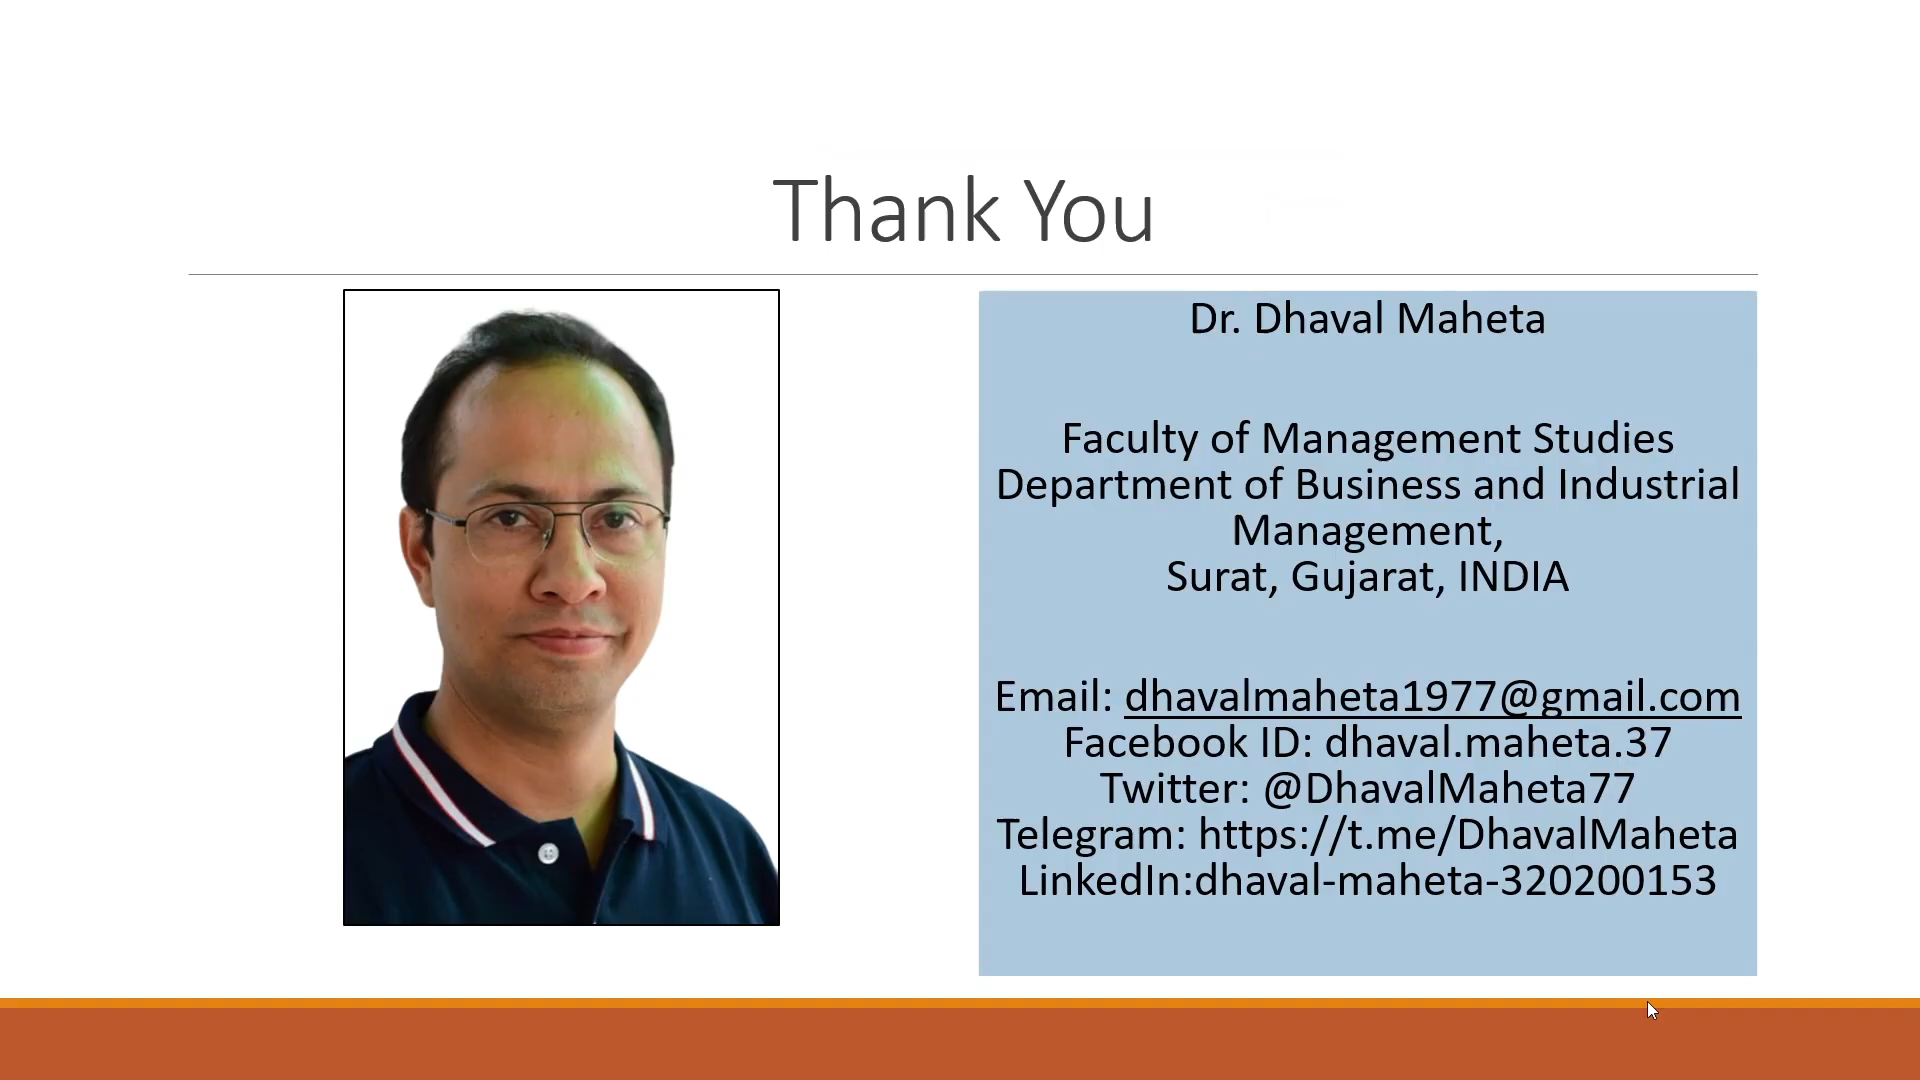 Thank You
Dr. Dhaval Maheta
Faculty of Management Studies
Department of Business and Industrial
Management,
Surat, Gujarat, INDIA
Email: dhavalmaheta1977@gmail.com
Facebook ID: dhaval.maheta.37
Twitter: @DhavalMaheta77
Telegram: https://t.me/DhavalMaheta
LinkedIn:dhaval-maheta-320200153